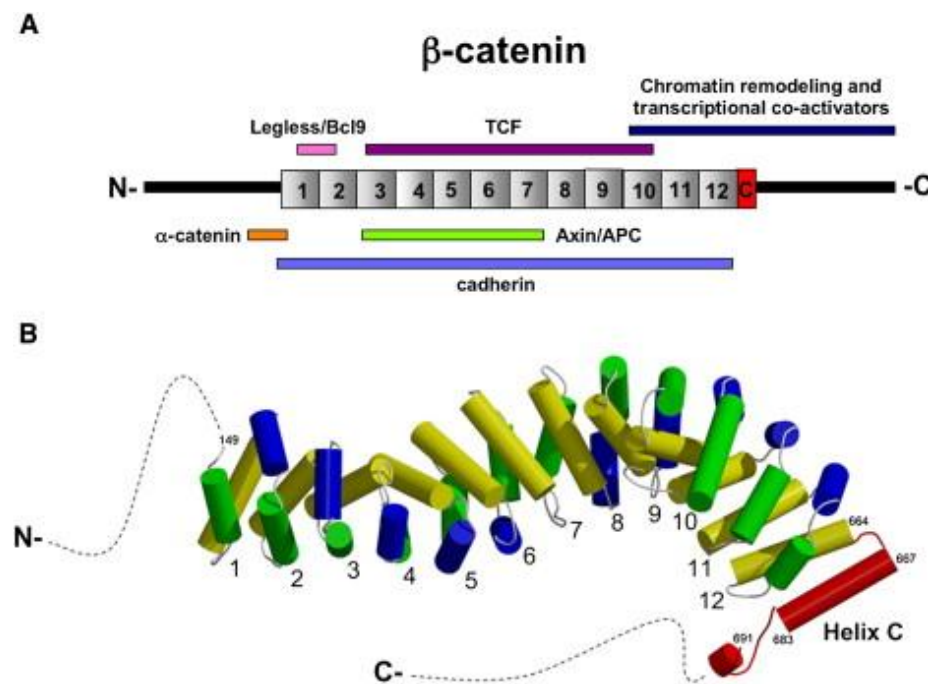 A
β-catenin
Chromatin remodeling and
transcriptional co-activators
Legless/Bcl9
TCF
N-
1 2 3 4 5 6 7 8 9 10 11 12 C
-C
α-catenin
Axin/APC
cadherin
B
149
N-
1
2
3
4
5
6
7
8
9
10
11
12
664
667
683
691
Helix C
C-